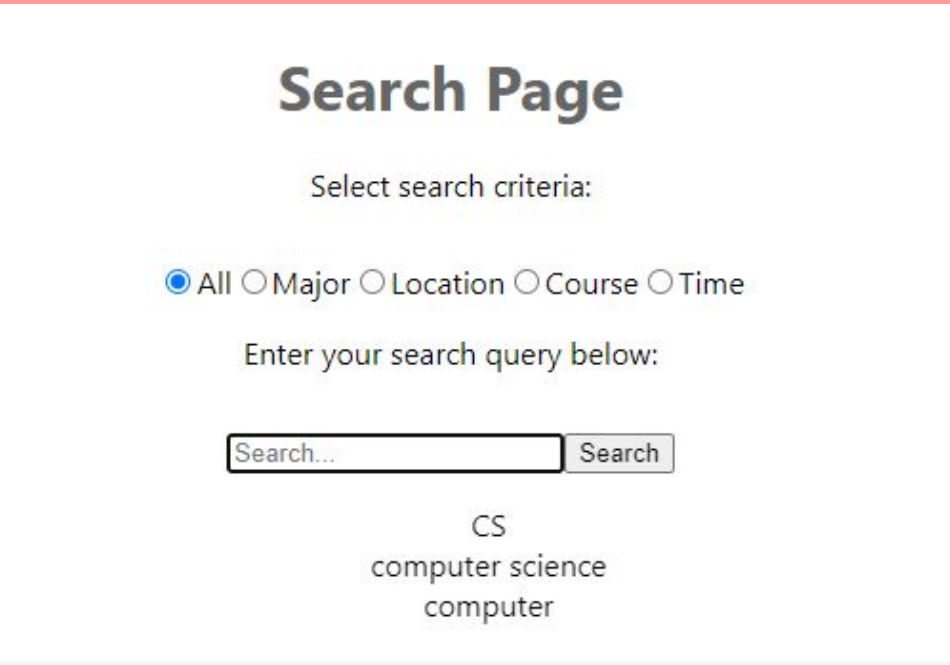 Search Page
Select search criteria:
All Major Location Course Time
Enter your search query below:
Search... Search
CS
computer science
computer